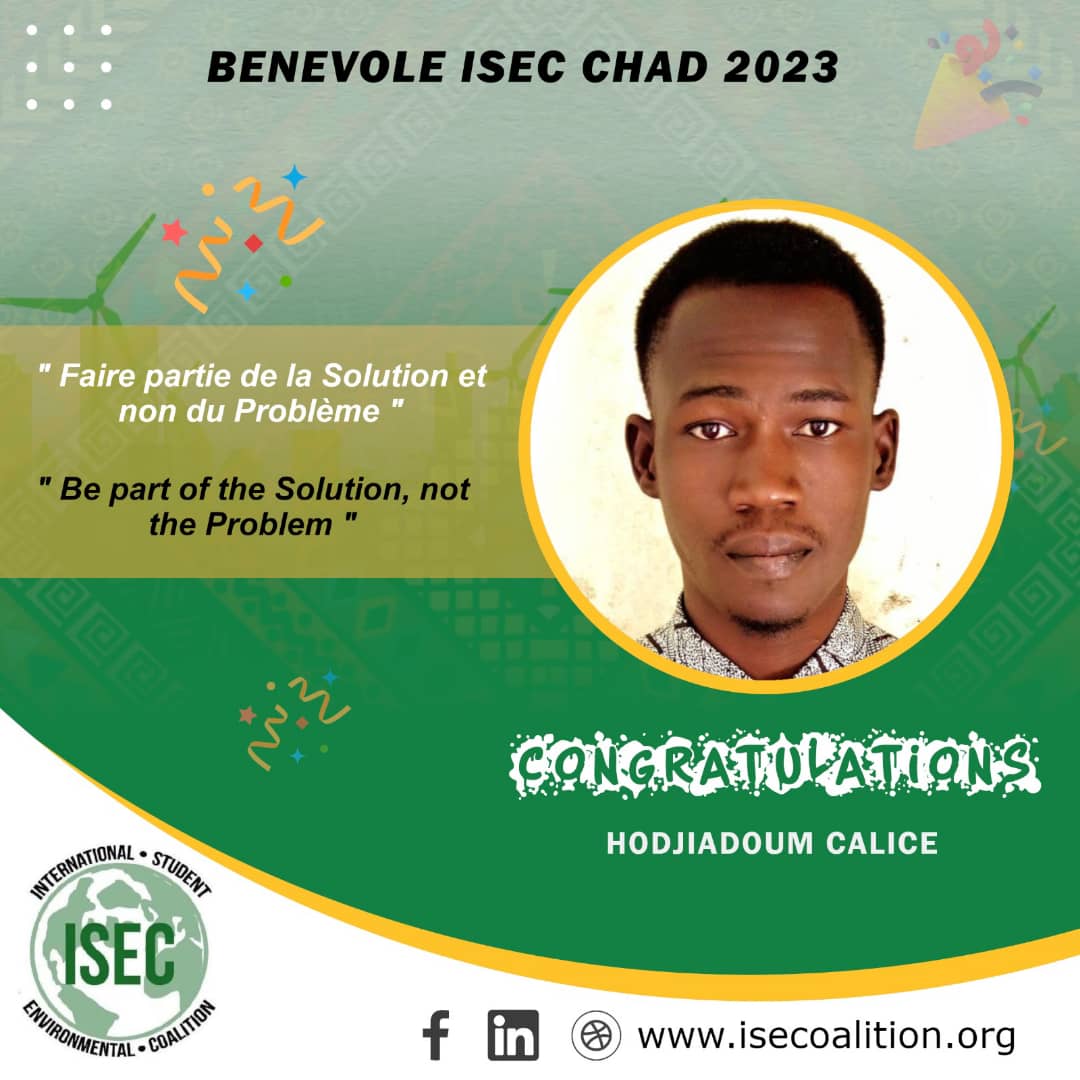 BENEVOLE ISEC CHAD 2023
" Faire partie de la Solution et
non du Problème "
" Be part of the Solution, not
the Problem "
CONGRATULATIONS
HODJIADOUM CALICE
INTERNATIONAL • STUDENT
ISEC
ENVIRONMENTAL • COALITION
f in www.isecoalition.org